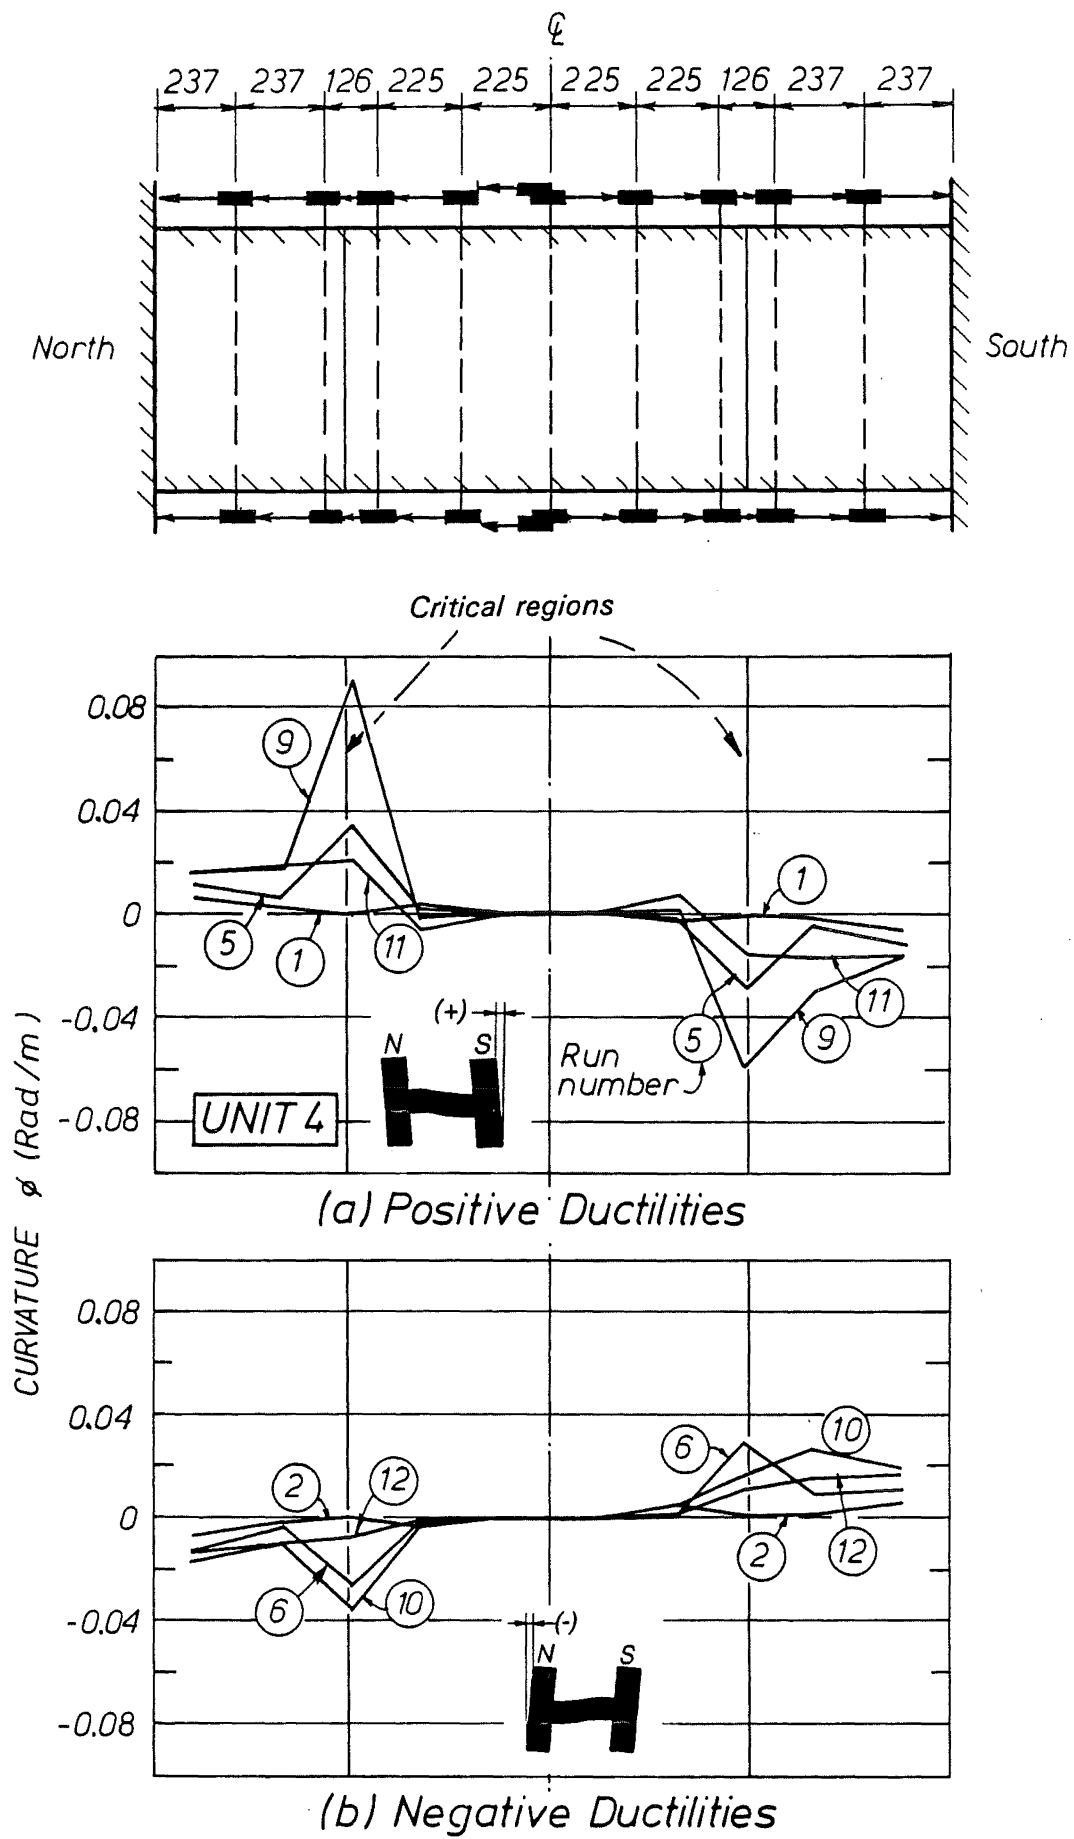 ℄
237 237 126 225 225 225 225 126 237 237
North
South
Critical regions
0.08
9
0.04
1
0
5
1
11
11
(+)
-0.04
N S
5
9
Run
number
UNIT 4
-0.08
(a) Positive Ductilities
CURVATURE ϕ (Rad/m)
0.08
0.04
6
10
2
12
0
2
12
6
10
-0.04
(-)
N S
-0.08
(b) Negative Ductilities